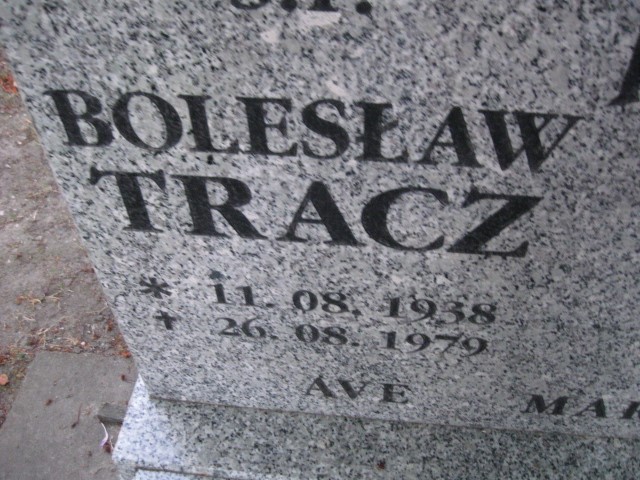 Ś.P.
BOLESŁAW
TRACZ
* 11. 08. 1938
✝ 26. 08. 1979
AVE